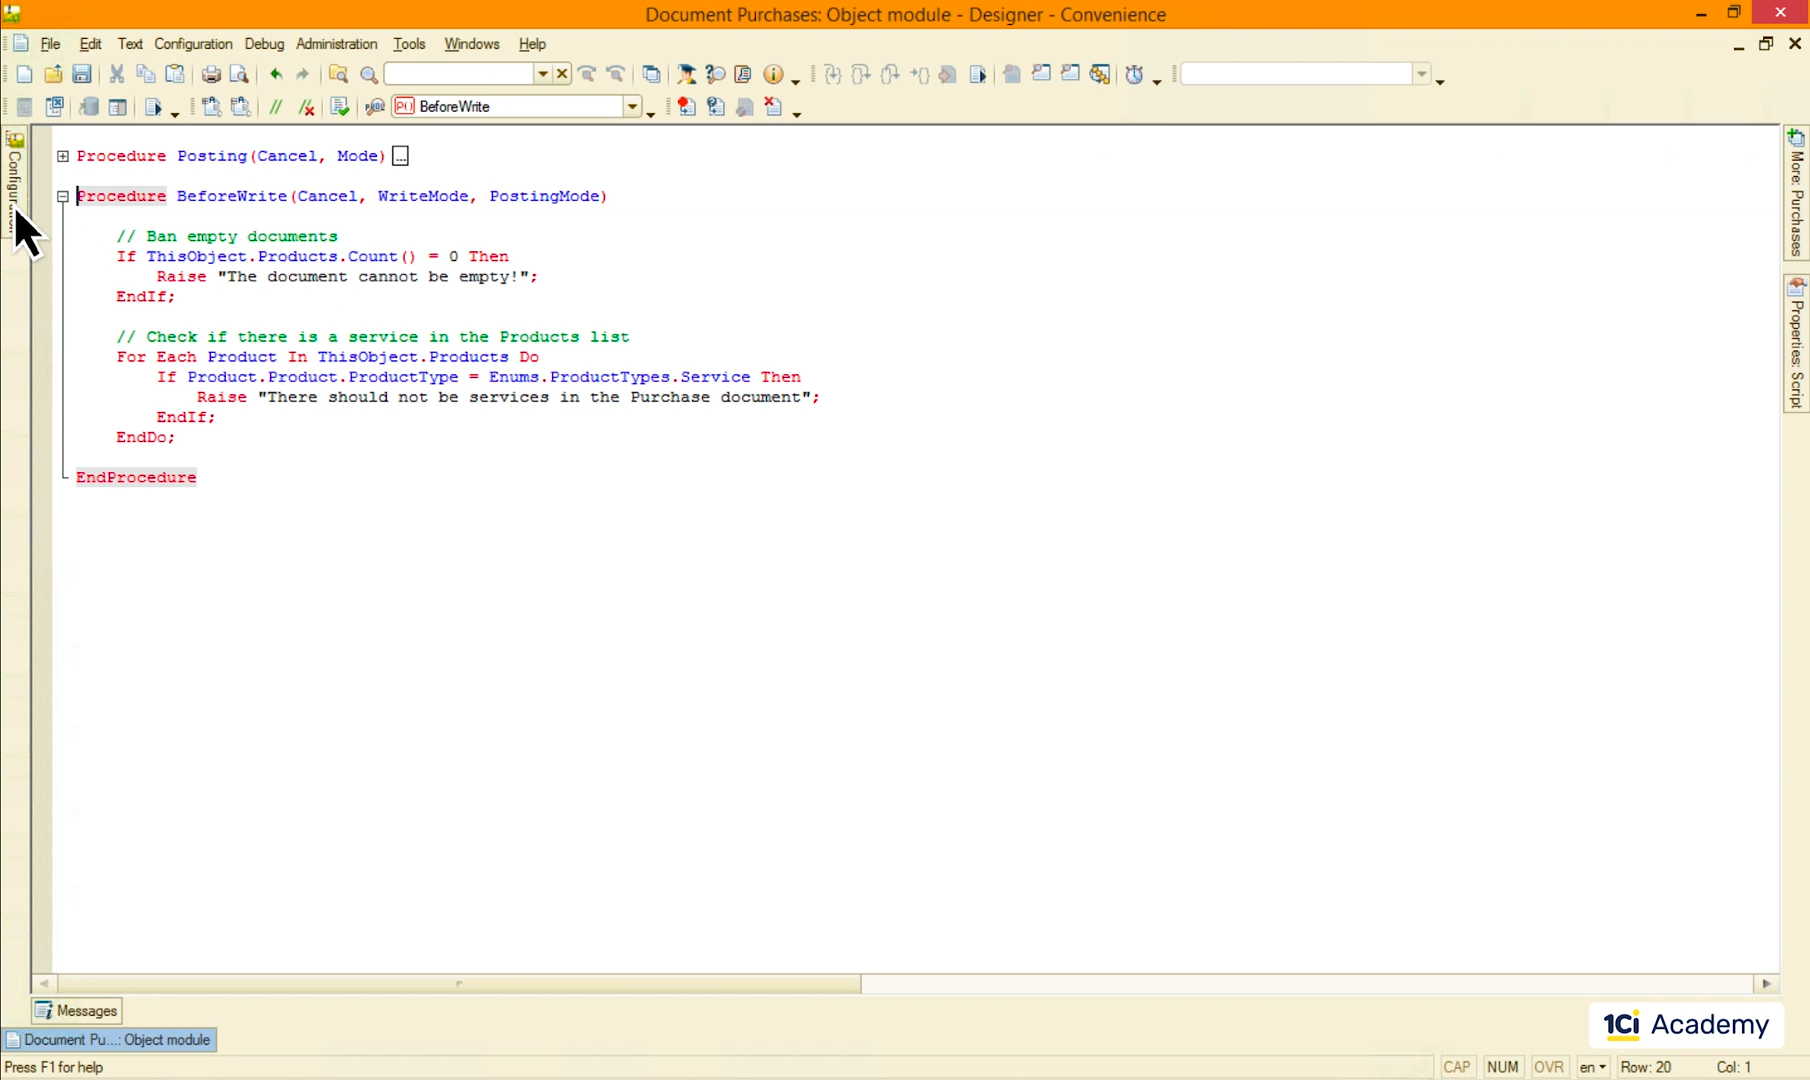 Document Purchases: Object module - Designer - Convenience
File Edit Text Configuration Debug Administration Tools Windows Help
BeforeWrite
Configuration
Procedure Posting(Cancel, Mode) ...
Procedure BeforeWrite(Cancel, WriteMode, PostingMode)
// Ban empty documents
If ThisObject.Products.Count() = 0 Then
Raise "The document cannot be empty!";
EndIf;
// Check if there is a service in the Products list
For Each Product In ThisObject.Products Do
If Product.Product.ProductType = Enums.ProductTypes.Service Then
Raise "There should not be services in the Purchase document";
EndIf;
EndDo;
EndProcedure
More: Purchases
Properties: Script
Messages
Document Pu...: Object module
1Ci Academy
Press F1 for help
CAP NUM OVR en Row: 20 Col: 1